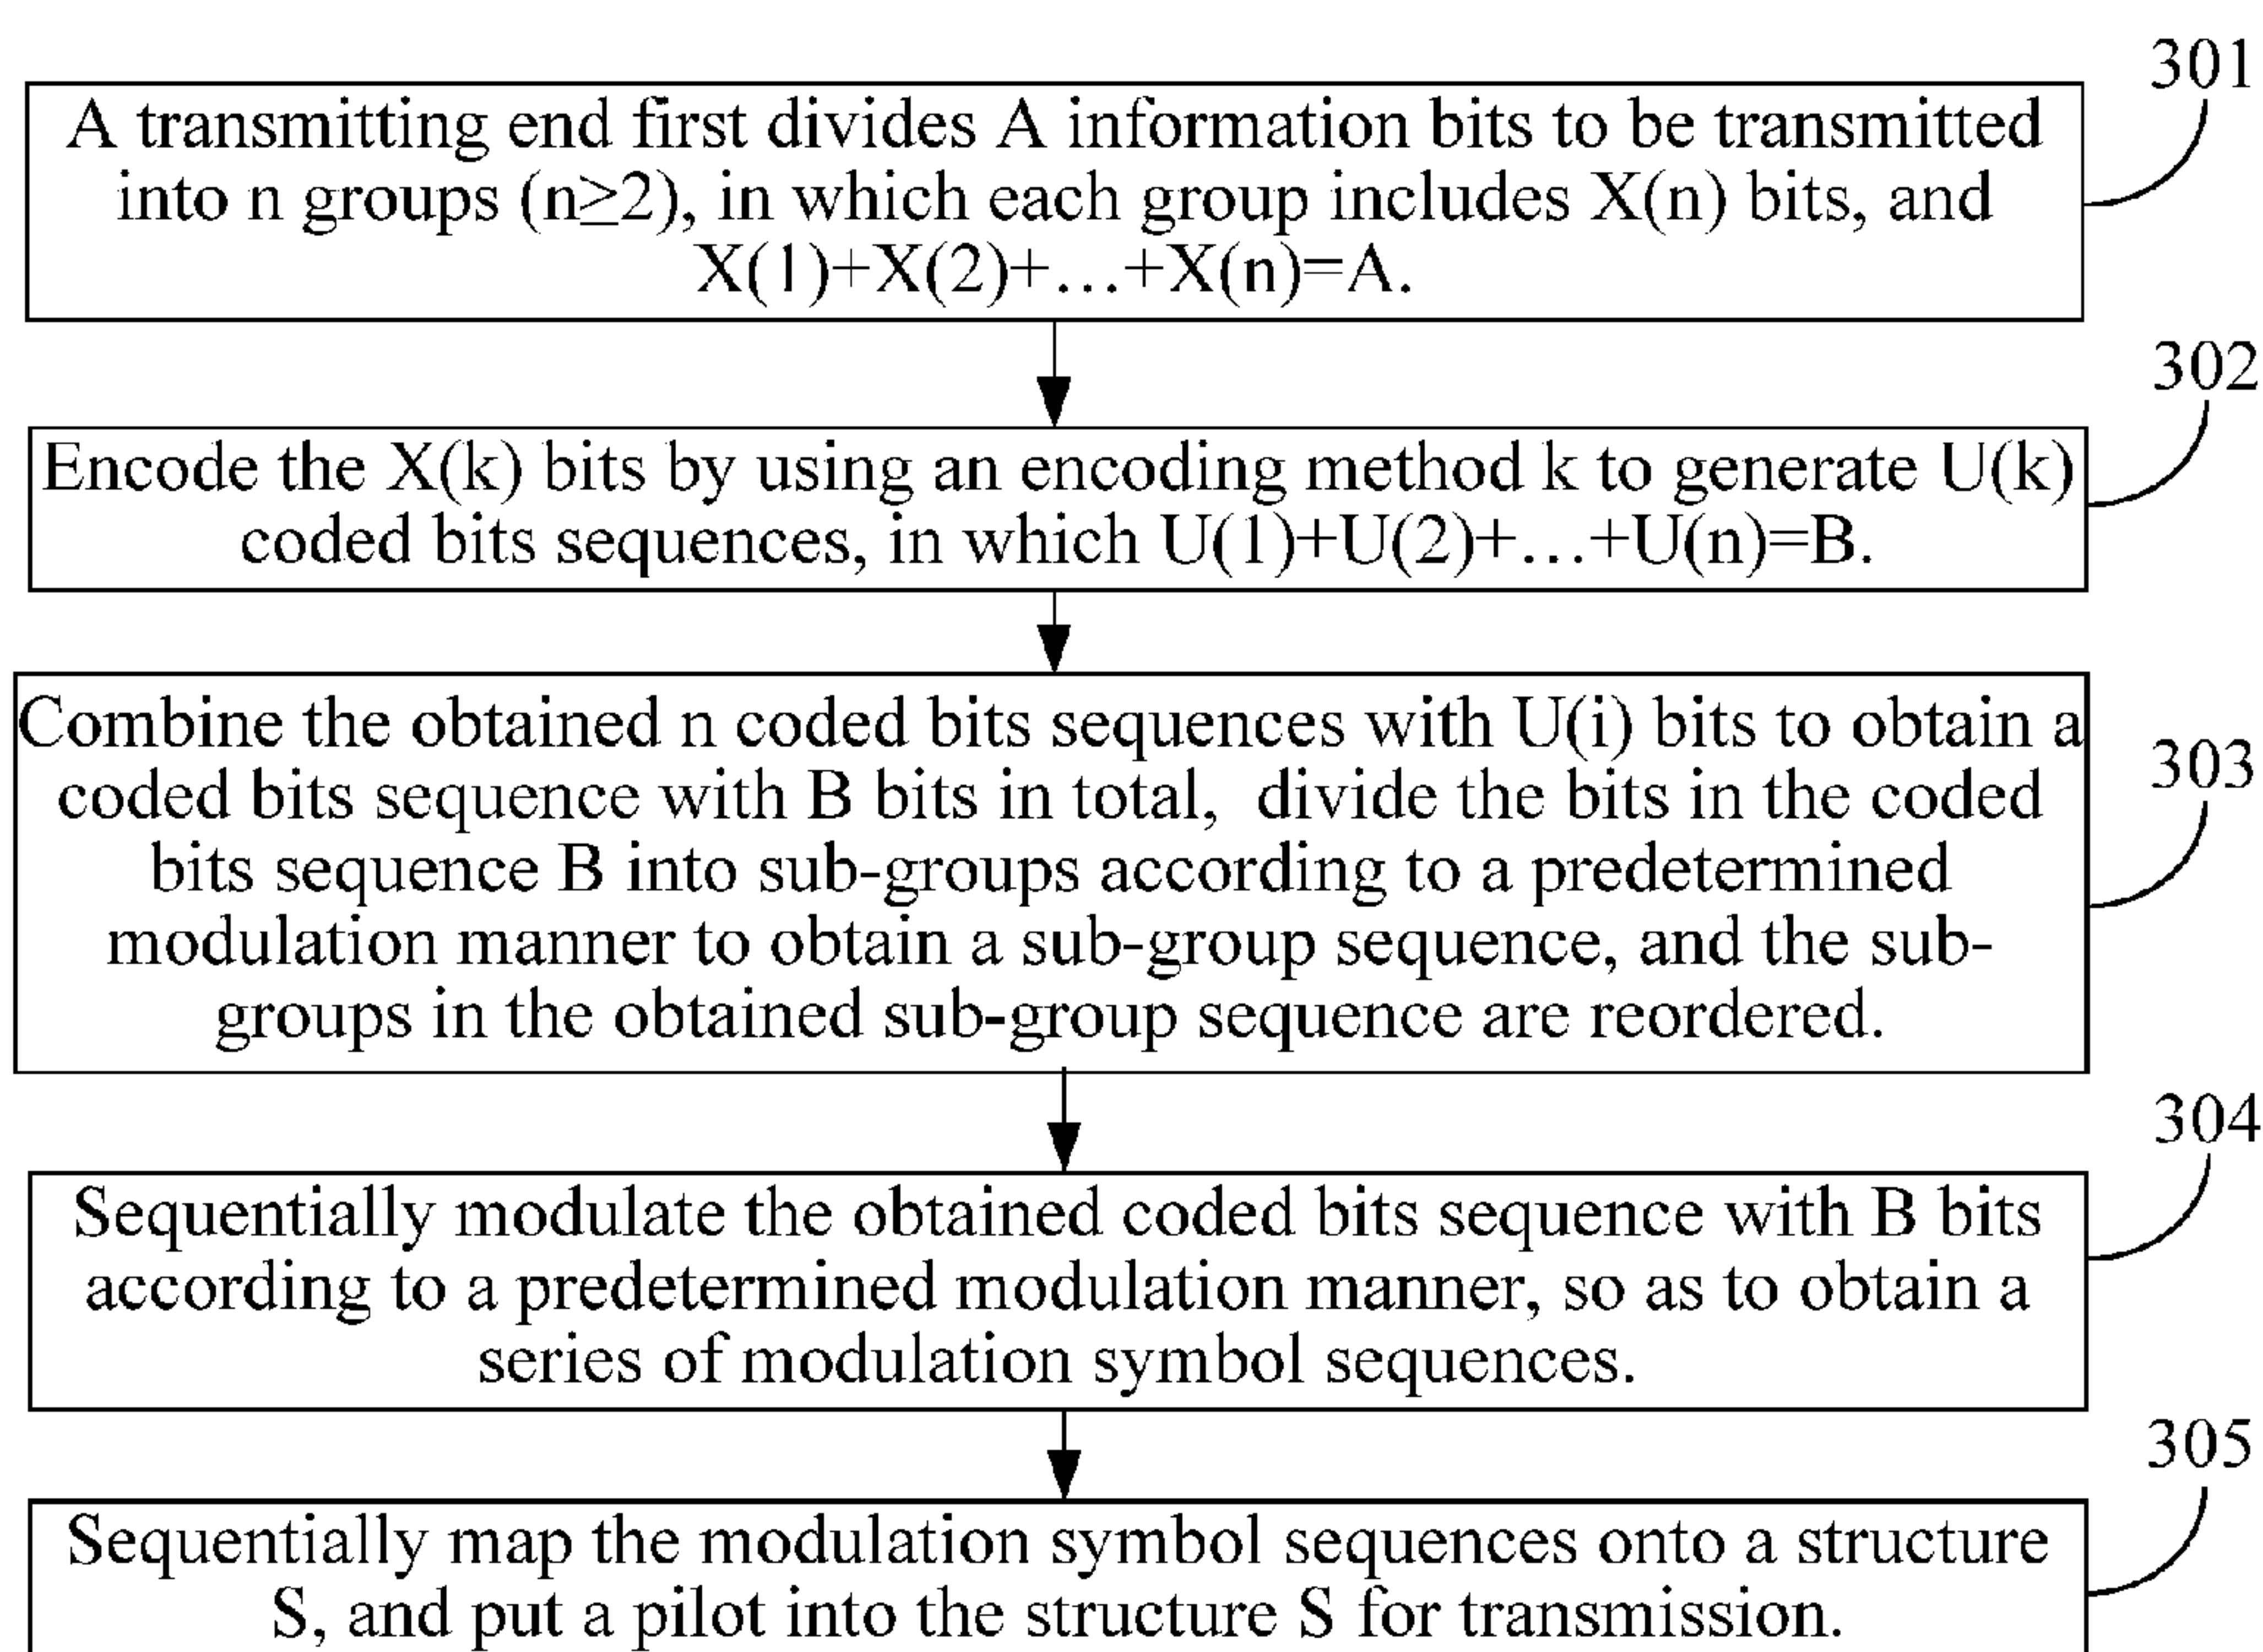 301
A transmitting end first divides A information bits to be transmitted
into n groups (n≥2), in which each group includes X(n) bits, and
X(1)+X(2)+...+X(n)=A.
302
Encode the X(k) bits by using an encoding method k to generate U(k)
coded bits sequences, in which U(1)+U(2)+...+U(n)=B.
303
Combine the obtained n coded bits sequences with U(i) bits to obtain a
coded bits sequence with B bits in total, divide the bits in the coded
bits sequence B into sub-groups according to a predetermined
modulation manner to obtain a sub-group sequence, and the sub-
groups in the obtained sub-group sequence are reordered.
304
Sequentially modulate the obtained coded bits sequence with B bits
according to a predetermined modulation manner, so as to obtain a
series of modulation symbol sequences.
305
Sequentially map the modulation symbol sequences onto a structure
S, and put a pilot into the structure S for transmission.